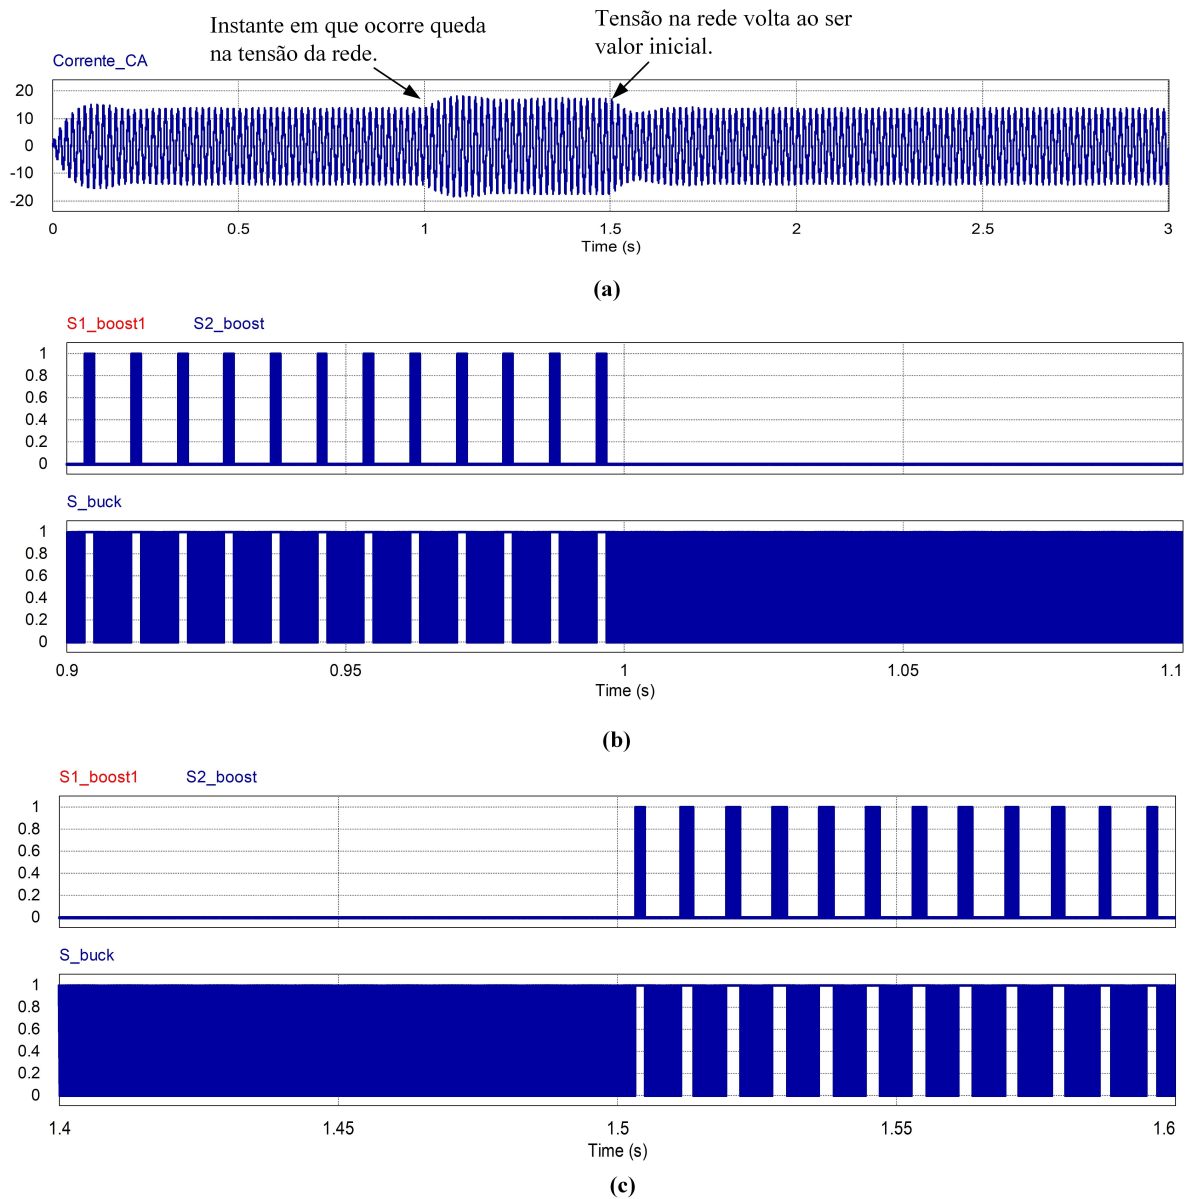 Instante em que ocorre queda
na tensão da rede.
Tensão na rede volta ao ser
valor inicial.
Corrente_CA
20
10
0
-10
-20
0 0.5 1 1.5 2 2.5 3
Time (s)
(a)
S1_boost1 S2_boost
1
0.8
0.6
0.4
0.2
0
S_buck
1
0.8
0.6
0.4
0.2
0
0.9 0.95 1 1.05 1.1
Time (s)
(b)
S1_boost1 S2_boost
1
0.8
0.6
0.4
0.2
0
S_buck
1
0.8
0.6
0.4
0.2
0
1.4 1.45 1.5 1.55 1.6
Time (s)
(c)